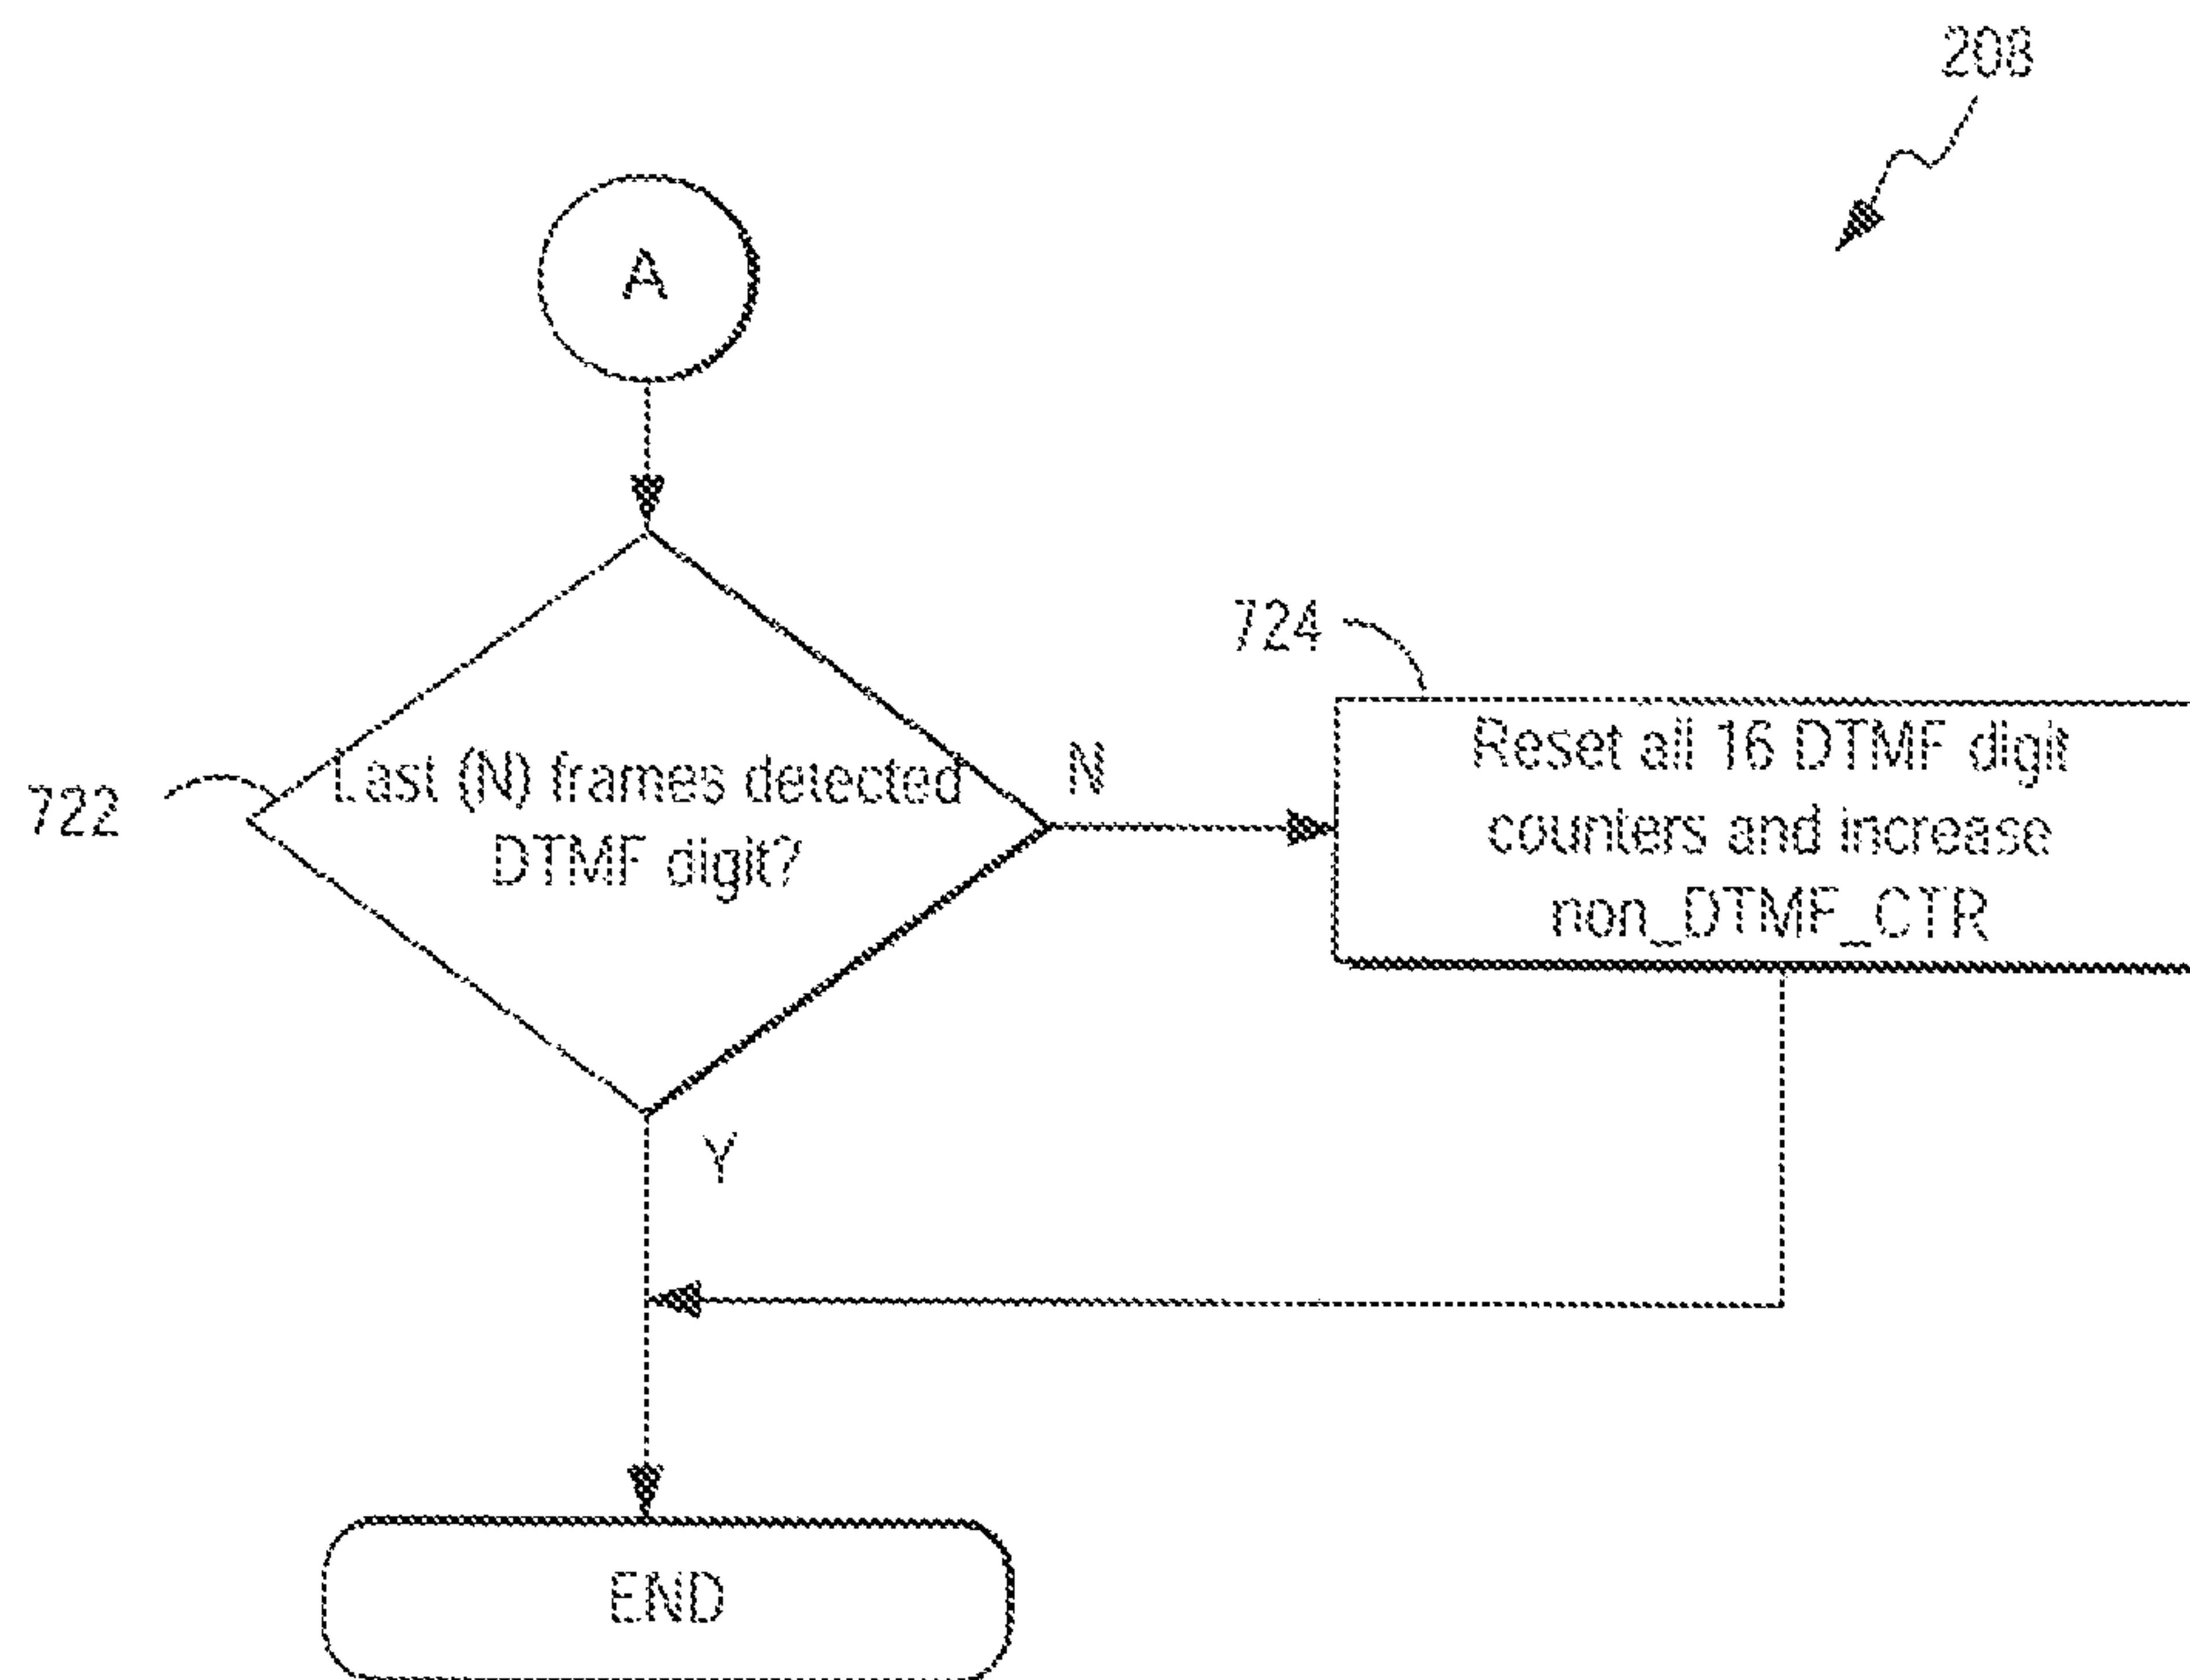 208
A
724
722
Last (N) frames detected
DTMF digit?
N
Reset all 16 DTMF digit
counters and increase
non_DTMF_CTR
Y
END